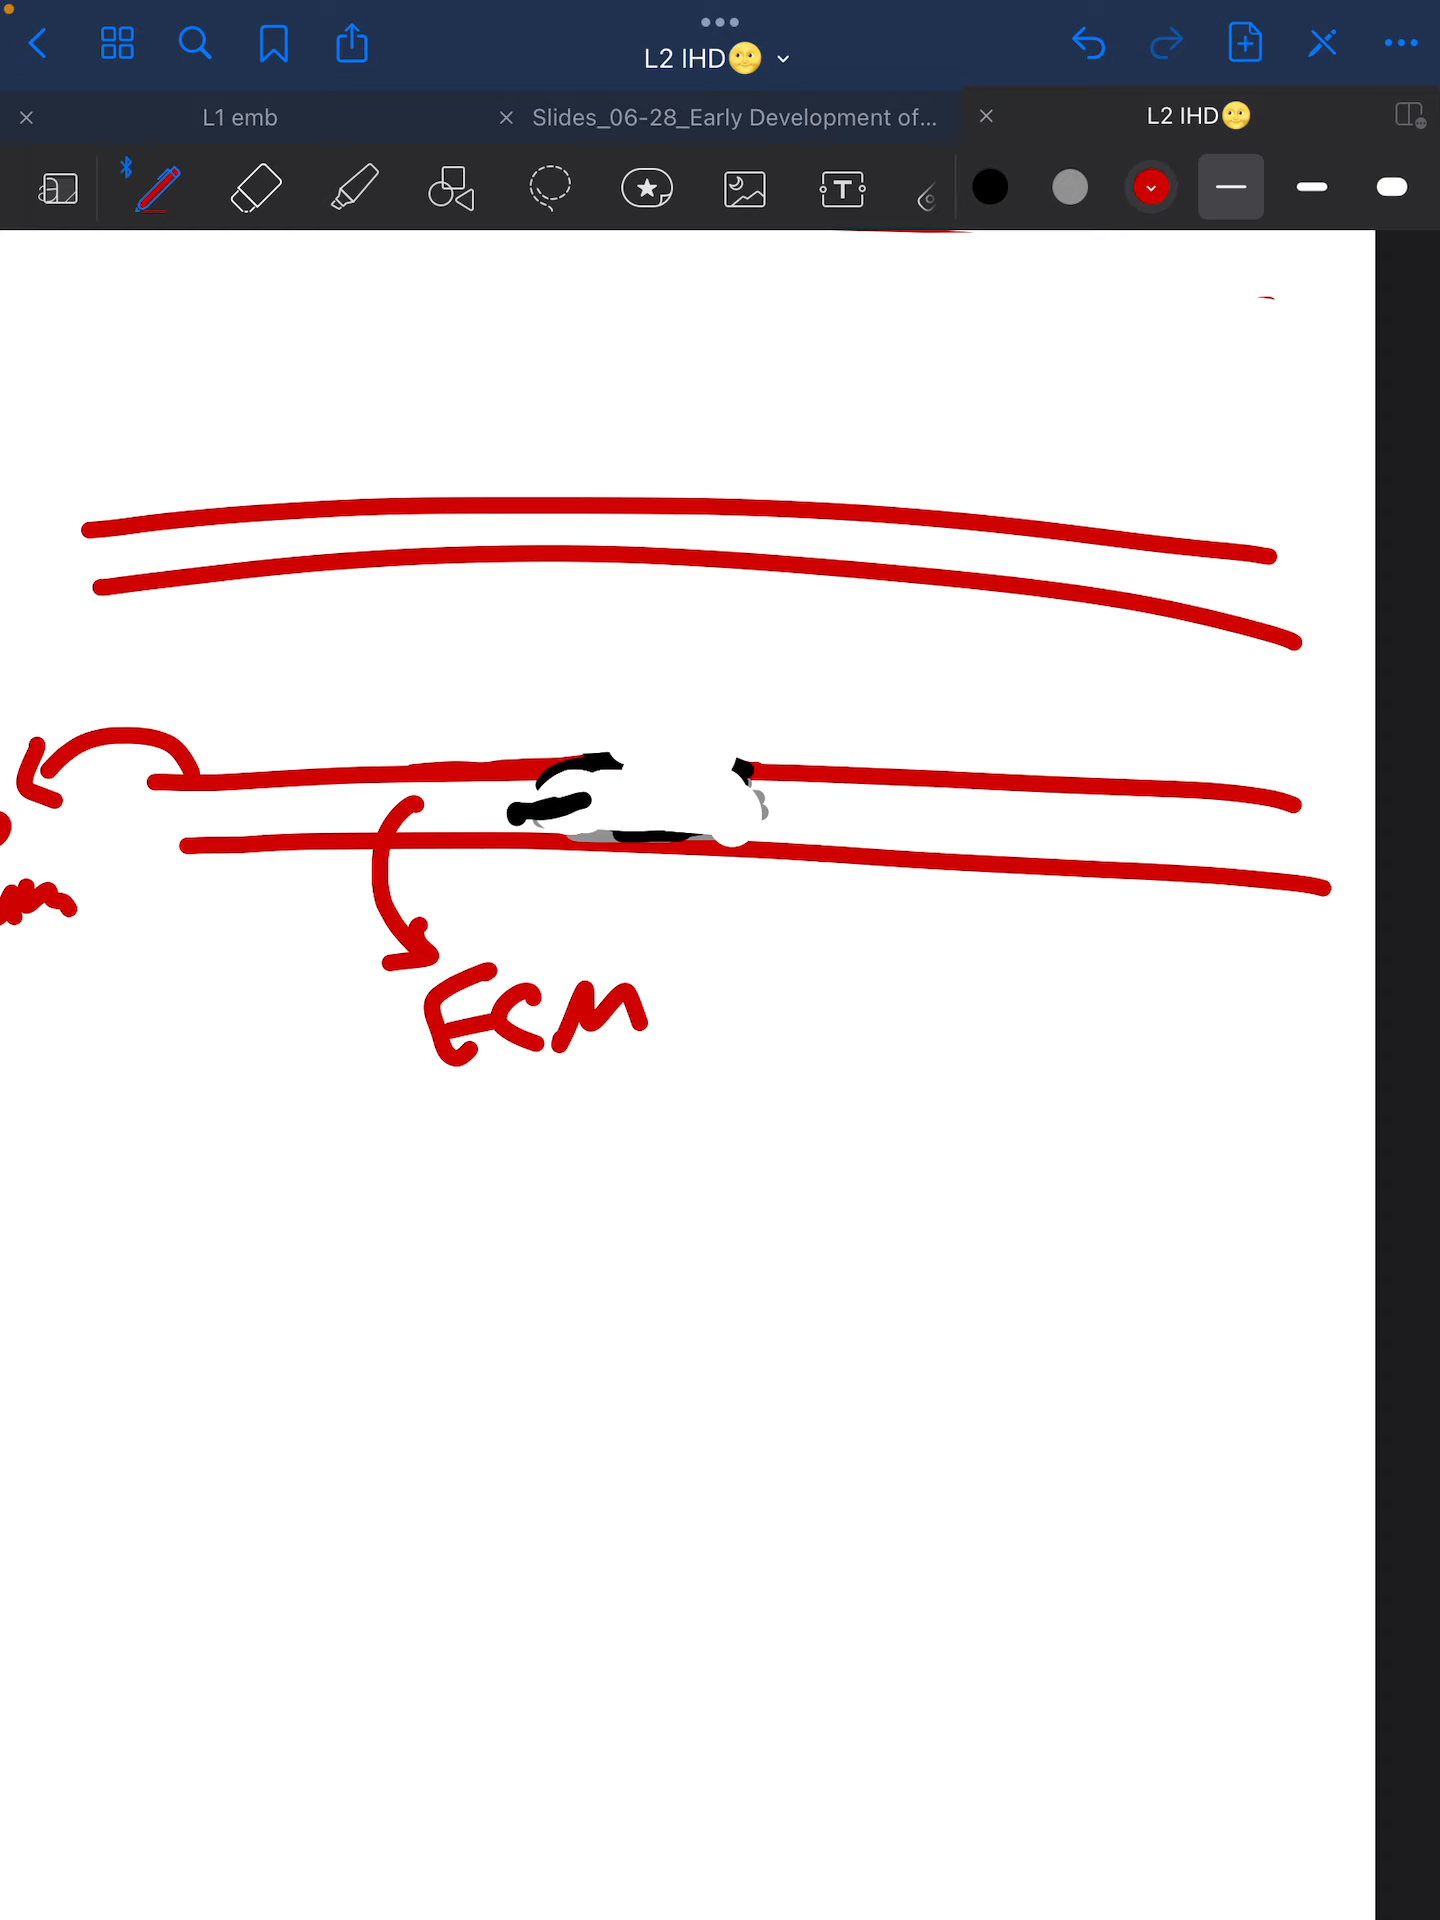 L2 IHD🌝
L1 emb
Slides_06-28_Early Development of...
L2 IHD🌝
ECM